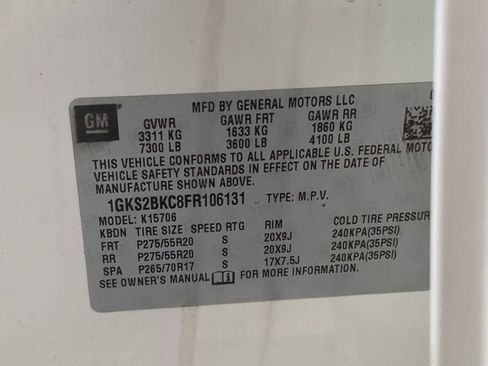 MFD BY GENERAL MOTORS LLC
GM
GVWR GAWR FRT GAWR RR
3311 KG 1633 KG 1860 KG
7300 LB 3600 LB 4100 LB
THIS VEHICLE CONFORMS TO ALL APPLICABLE U.S. FEDERAL MOTOR
VEHICLE SAFETY STANDARDS IN EFFECT ON THE DATE OF
MANUFACTURE SHOWN ABOVE.
1GKS2BKC8FR106131 TYPE: M.P.V.
MODEL: K15706
KBDN TIRE SIZE SPEED RTG RIM COLD TIRE PRESSU
FRT P275/55R20 S 20X9J 240KPA(35PSI)
RR P275/55R20 S 20X9J 240KPA(35PSI)
SPA P265/70R17 S 17X7.5J 240KPA(35PSI)
SEE OWNER'S MANUAL FOR ADDITIONAL INFORMATION.